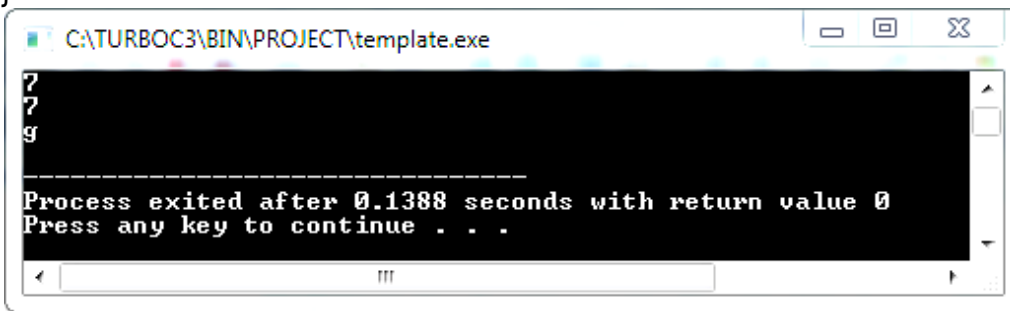 }
C:\TURBOC3\BIN\PROJECT\template.exe
7
7
g
--------------------------------
Process exited after 0.1388 seconds with return value 0
Press any key to continue . . .